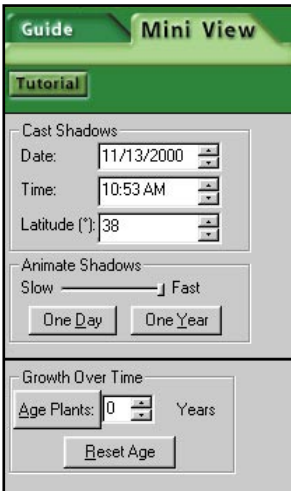 Guide Mini View
Tutorial
Cast Shadows
Date: 11/13/2000
Time: 10:53 AM
Latitude (°): 38
Animate Shadows
Slow Fast
One Day One Year
Growth Over Time
Age Plants: 0 Years
Reset Age